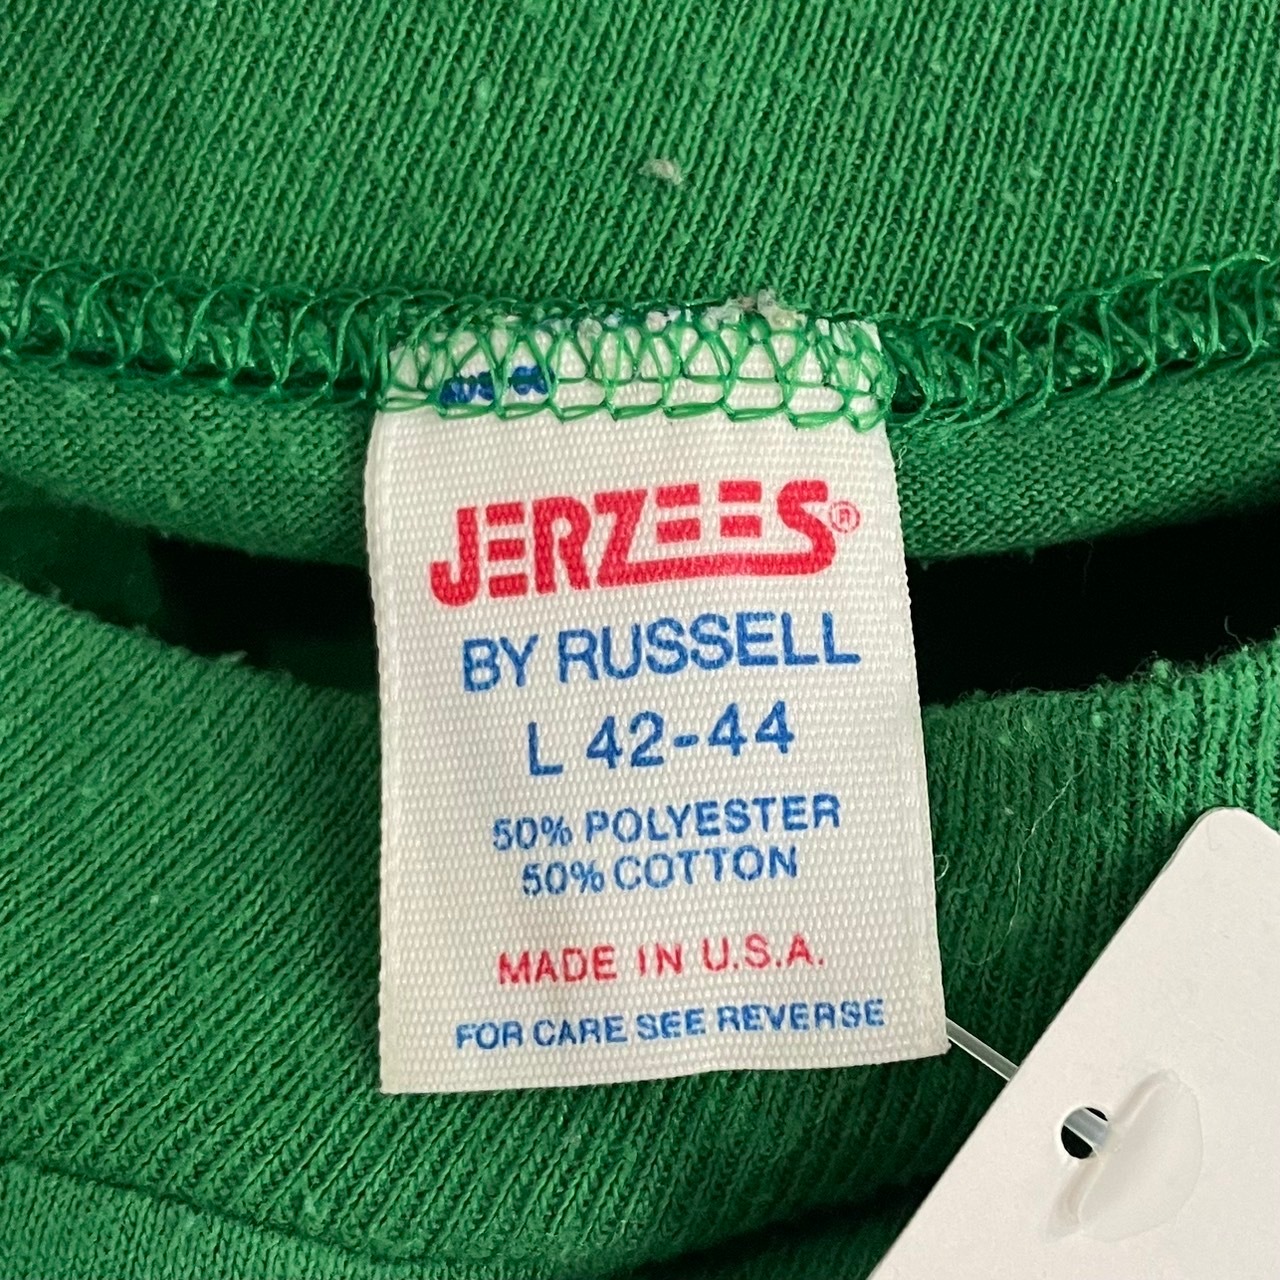 JERZEES®
BY RUSSELL
L 42-44
50% POLYESTER
50% COTTON
MADE IN U.S.A.
FOR CARE SEE REVERSE